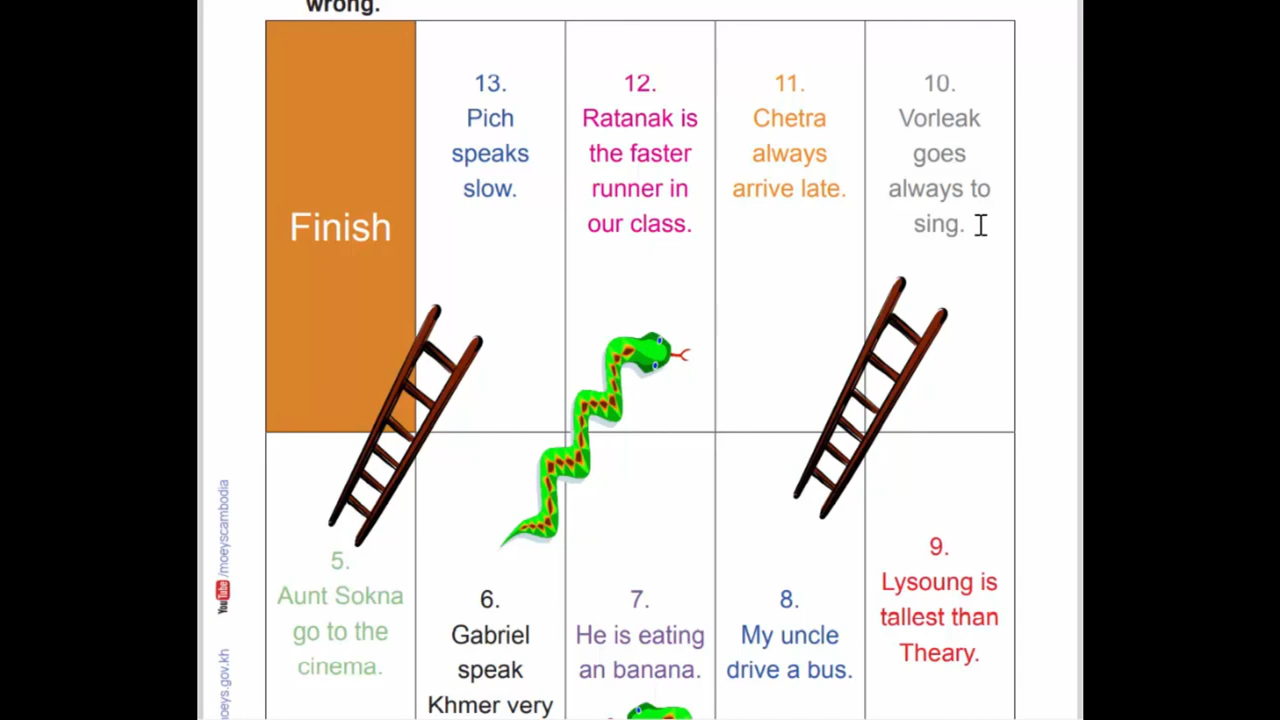 wrong.
Finish
13.
Pich
speaks
slow.
12.
Ratanak is
the faster
runner in
our class.
11.
Chetra
always
arrive late.
10.
Vorleak
goes
always to
sing.
5.
Aunt Sokna
go to the
cinema.
6.
Gabriel
speak
Khmer very
7.
He is eating
an banana.
8.
My uncle
drive a bus.
9.
Lysoung is
tallest than
Theary.
YouTube /moeyscambodia
moeys.gov.kh